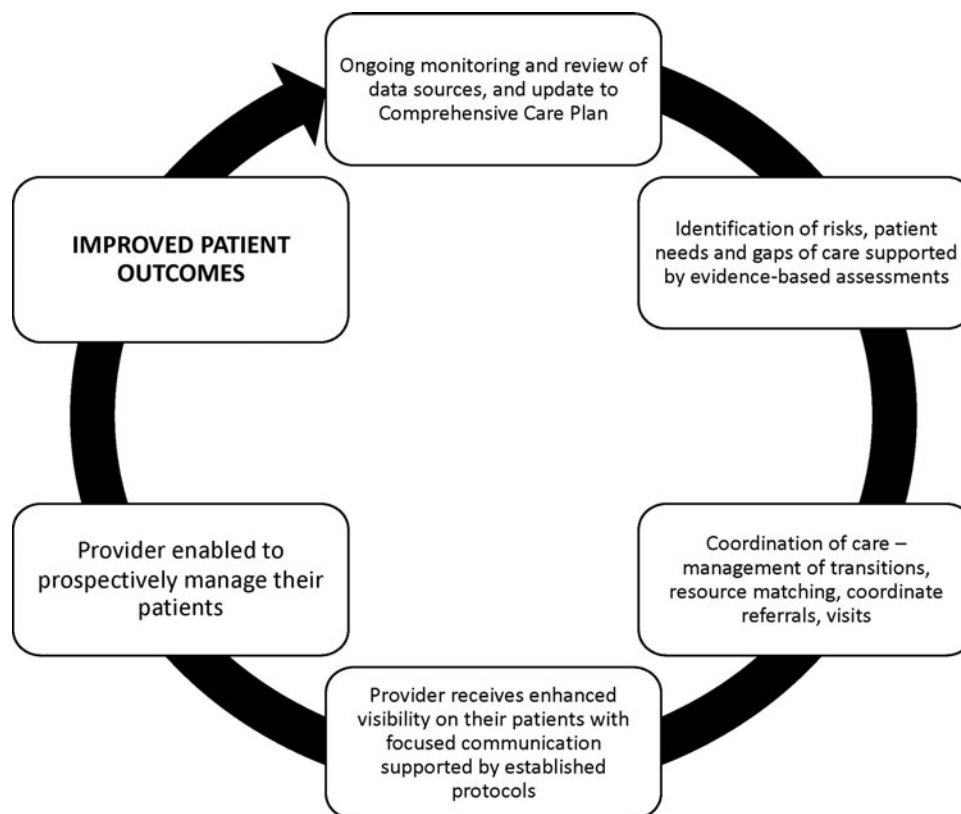 Ongoing monitoring and review of
data sources, and update to
Comprehensive Care Plan
Identification of risks, patient
needs and gaps of care supported
by evidence-based assessments
Coordination of care –
management of transitions,
resource matching, coordinate
referrals, visits
Provider receives enhanced
visibility on their patients with
focused communication
supported by established
protocols
Provider enabled to
prospectively manage their
patients
IMPROVED PATIENT
OUTCOMES